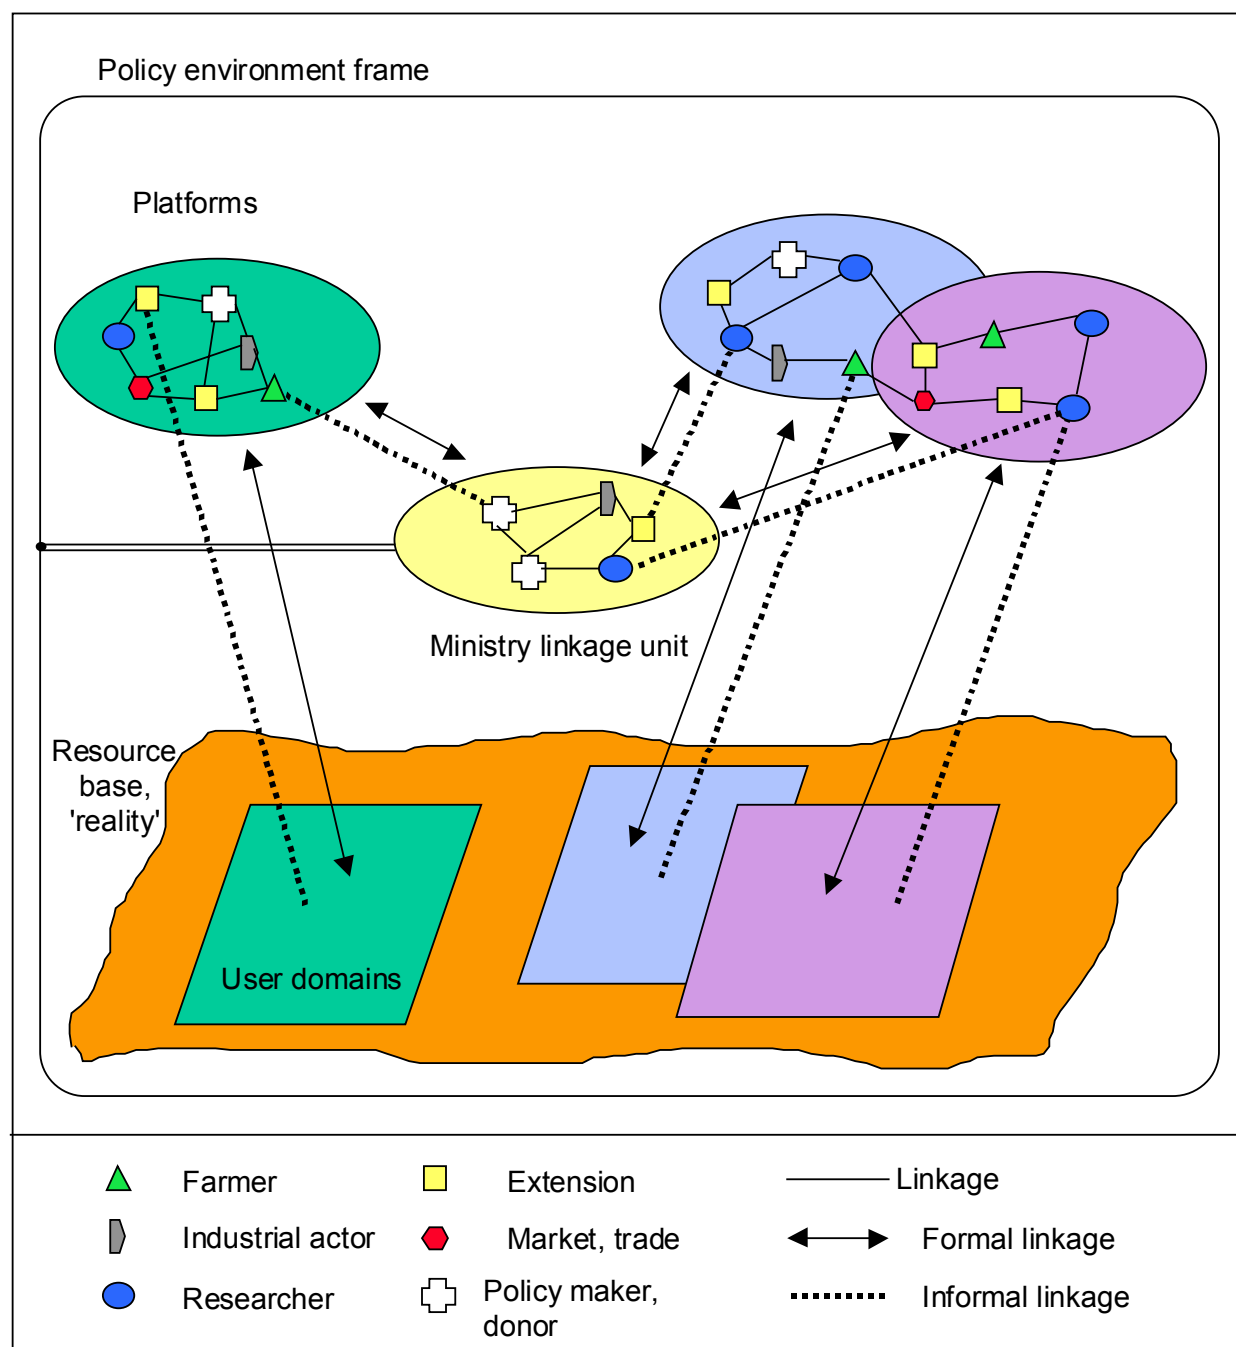 Policy environment frame
Platforms
Ministry linkage unit
Resource
base,
'reality'
User domains
Farmer
Extension
Linkage
Industrial actor
Market, trade
Formal linkage
Researcher
Policy maker,
donor
Informal linkage